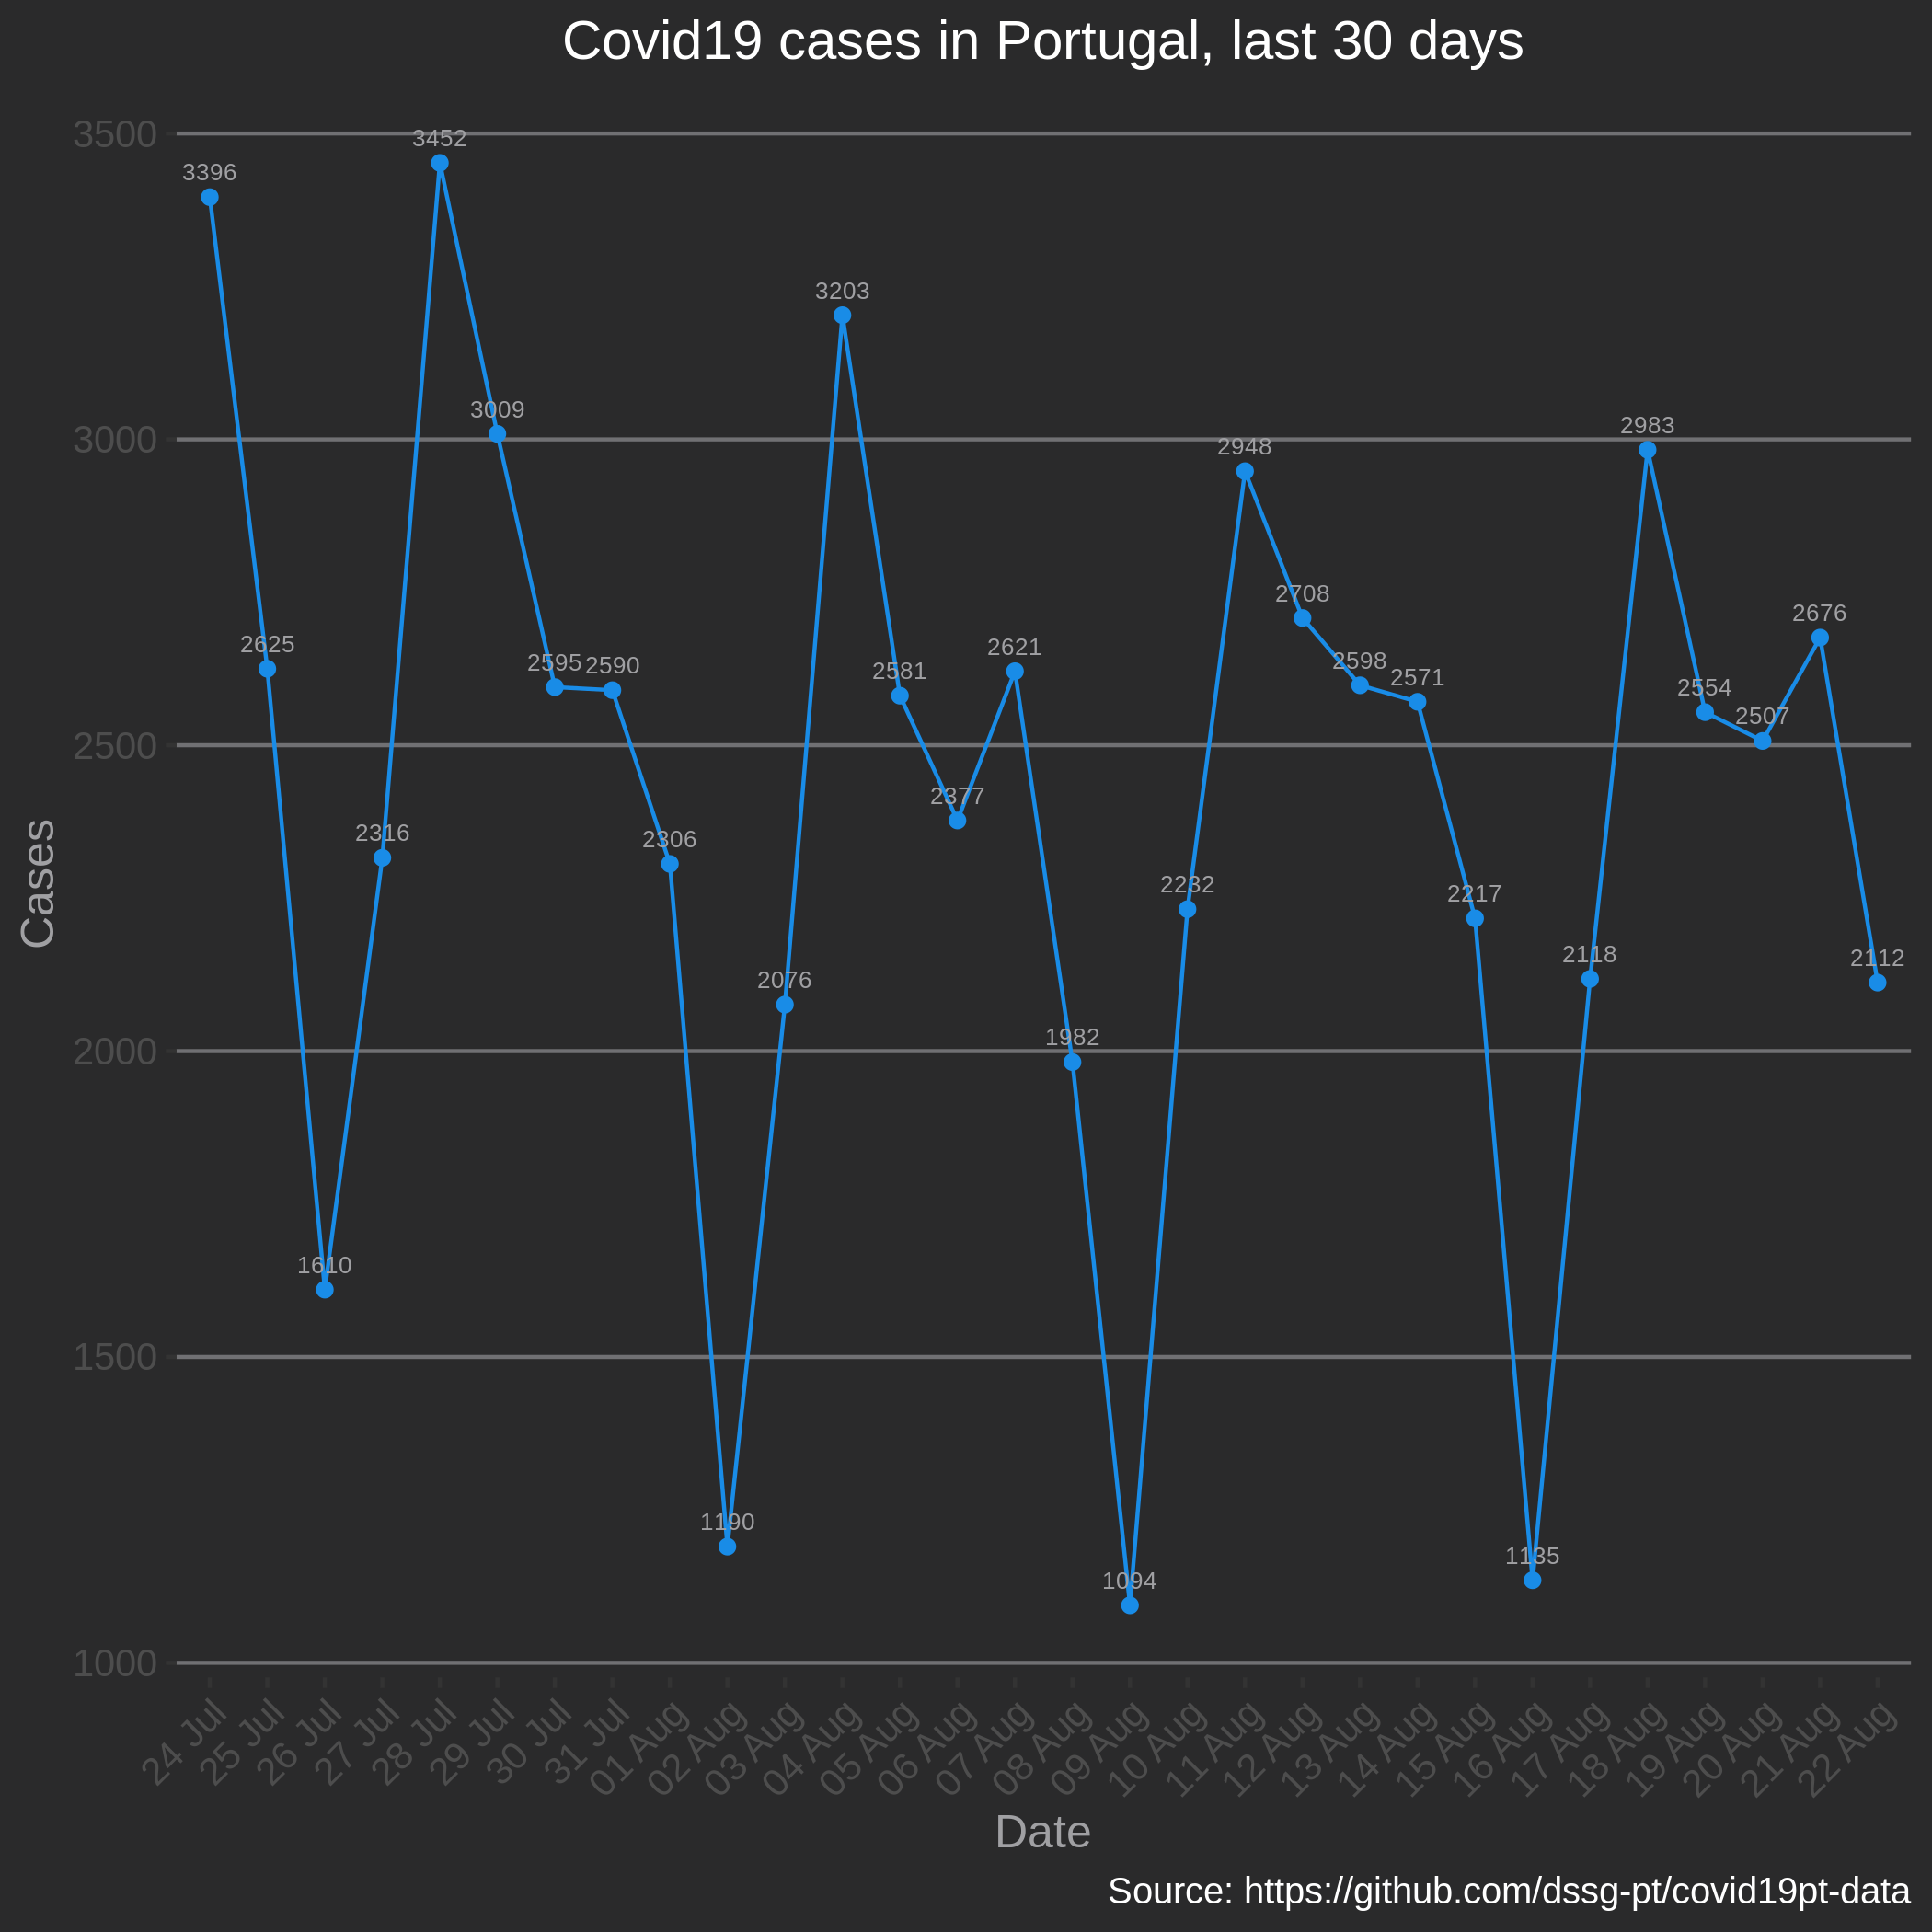 Covid19 cases in Portugal, last 30 days
3500
3000
2500
2000
1500
1000
Cases
3396
2625
1610
2316
3452
3009
2595
2590
2306
1190
2076
3203
2581
2377
2621
1982
1094
2232
2948
2708
2598
2571
2217
1135
2118
2983
2554
2507
2676
2112
24 Jul
25 Jul
26 Jul
27 Jul
28 Jul
29 Jul
30 Jul
31 Jul
01 Aug
02 Aug
03 Aug
04 Aug
05 Aug
06 Aug
07 Aug
08 Aug
09 Aug
10 Aug
11 Aug
12 Aug
13 Aug
14 Aug
15 Aug
16 Aug
17 Aug
18 Aug
19 Aug
20 Aug
21 Aug
22 Aug
Date
Source: https://github.com/dssg-pt/covid19pt-data